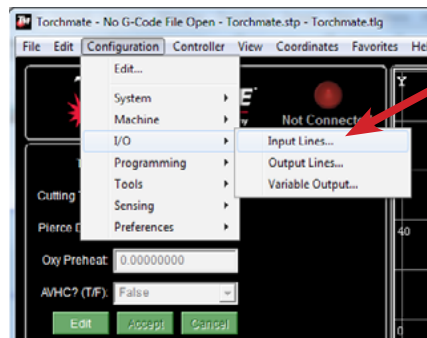 Torchmate - No G-Code File Open - Torchmate.stp - Torchmate.tlg
File Edit Configuration Controller View Coordinates Favorites
Edit...
System
Machine
I/O
Programming
Tools
Sensing
Preferences
Input Lines...
Output Lines...
Variable Output...
Not Connected
Cutting
Pierce
Oxy Preheat: 0.00000000
AVHC? (T/F): False
Edit Accept Cancel
Y
40
0